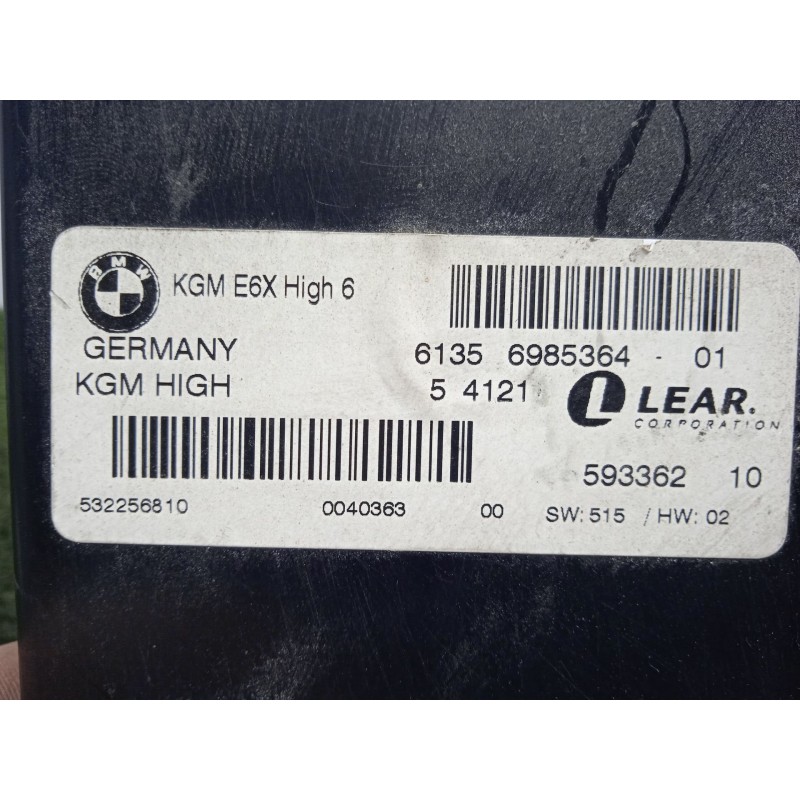 BMW
KGM E6X High 6
GERMANY 6135 6985364 - 01
KGM HIGH 5 4121 LEAR.
CORPORATION
593362 10
532256810 0040363 00 SW: 515 / HW: 02